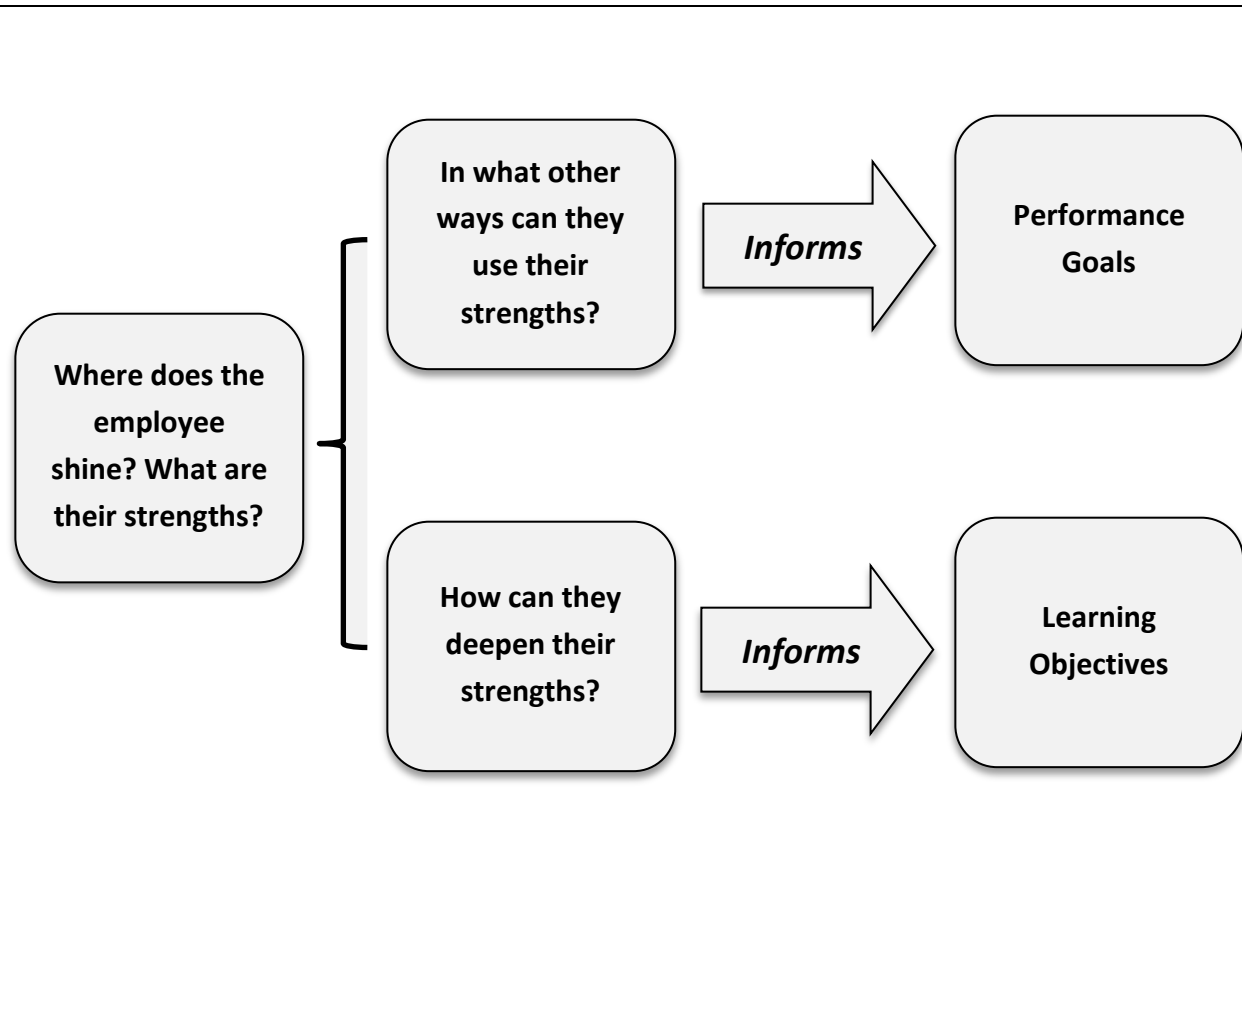 Where does the
employee
shine? What are
their strengths?
In what other
ways can they
use their
strengths?
Informs
Performance
Goals
How can they
deepen their
strengths?
Informs
Learning
Objectives